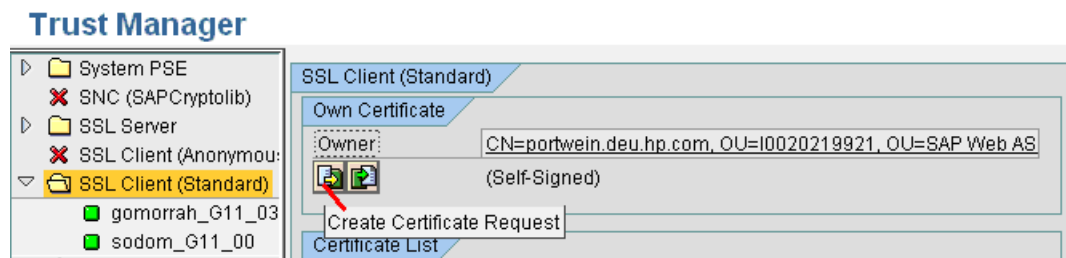 Trust Manager
System PSE
SNC (SAPCryptolib)
SSL Server
SSL Client (Anonymou
SSL Client (Standard)
gomorrah_G11_03
sodom_G11_00
SSL Client (Standard)
Own Certificate
Owner
CN=portwein.deu.hp.com, OU=I0020219921, OU=SAP Web AS
(Self-Signed)
Create Certificate Request
Certificate List